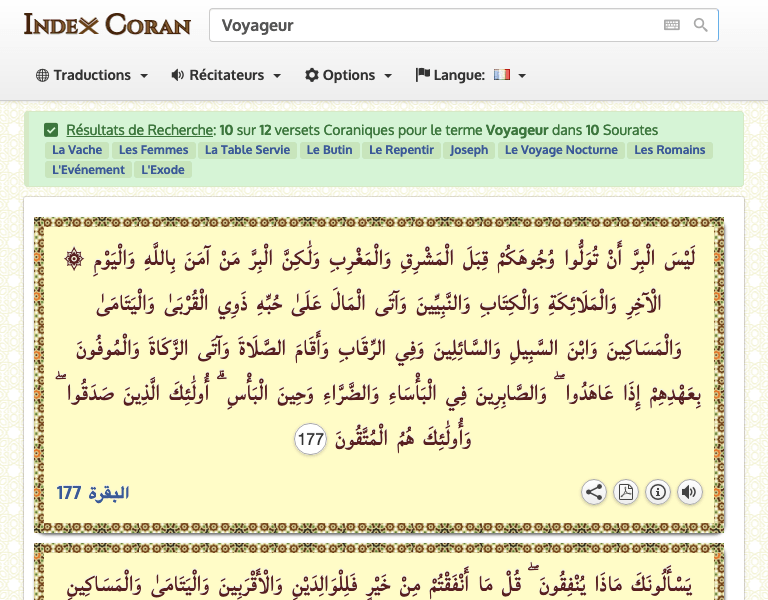 INDEX CORAN
Voyageur
Traductions Récitateurs Options Langue:
Résultats de Recherche: 10 sur 12 versets Coraniques pour le terme Voyageur dans 10 Sourates
La Vache Les Femmes La Table Servie Le Butin Le Repentir Joseph Le Voyage Nocturne Les Romains
L'Evénement L'Exode
۞ لَيْسَ الْبِرَّ أَنْ تُوَلُّوا وُجُوهَكُمْ قِبَلَ الْمَشْرِقِ وَالْمَغْرِبِ وَلَٰكِنَّ الْبِرَّ مَنْ آمَنَ بِاللَّهِ وَالْيَوْمِ
الْآخِرِ وَالْمَلَائِكَةِ وَالْكِتَابِ وَالنَّبِيِّينَ وَآتَى الْمَالَ عَلَىٰ حُبِّهِ ذَوِي الْقُرْبَىٰ وَالْيَتَامَىٰ
وَالْمَسَاكِينَ وَابْنَ السَّبِيلِ وَالسَّائِلِينَ وَفِي الرِّقَابِ وَأَقَامَ الصَّلَاةَ وَآتَى الزَّكَاةَ وَالْمُوفُونَ
بِعَهْدِهِمْ إِذَا عَاهَدُوا ۖ وَالصَّابِرِينَ فِي الْبَأْسَاءِ وَالضَّرَّاءِ وَحِينَ الْبَأْسِ ۗ أُولَٰئِكَ الَّذِينَ صَدَقُوا ۖ
وَأُولَٰئِكَ هُمُ الْمُتَّقُونَ 177
البقرة 177
يَسْأَلُونَكَ مَاذَا يُنْفِقُونَ ۖ قُلْ مَا أَنْفَقْتُمْ مِنْ خَيْرٍ فَلِلْوَالِدَيْنِ وَالْأَقْرَبِينَ وَالْيَتَامَىٰ وَالْمَسَاكِينِ